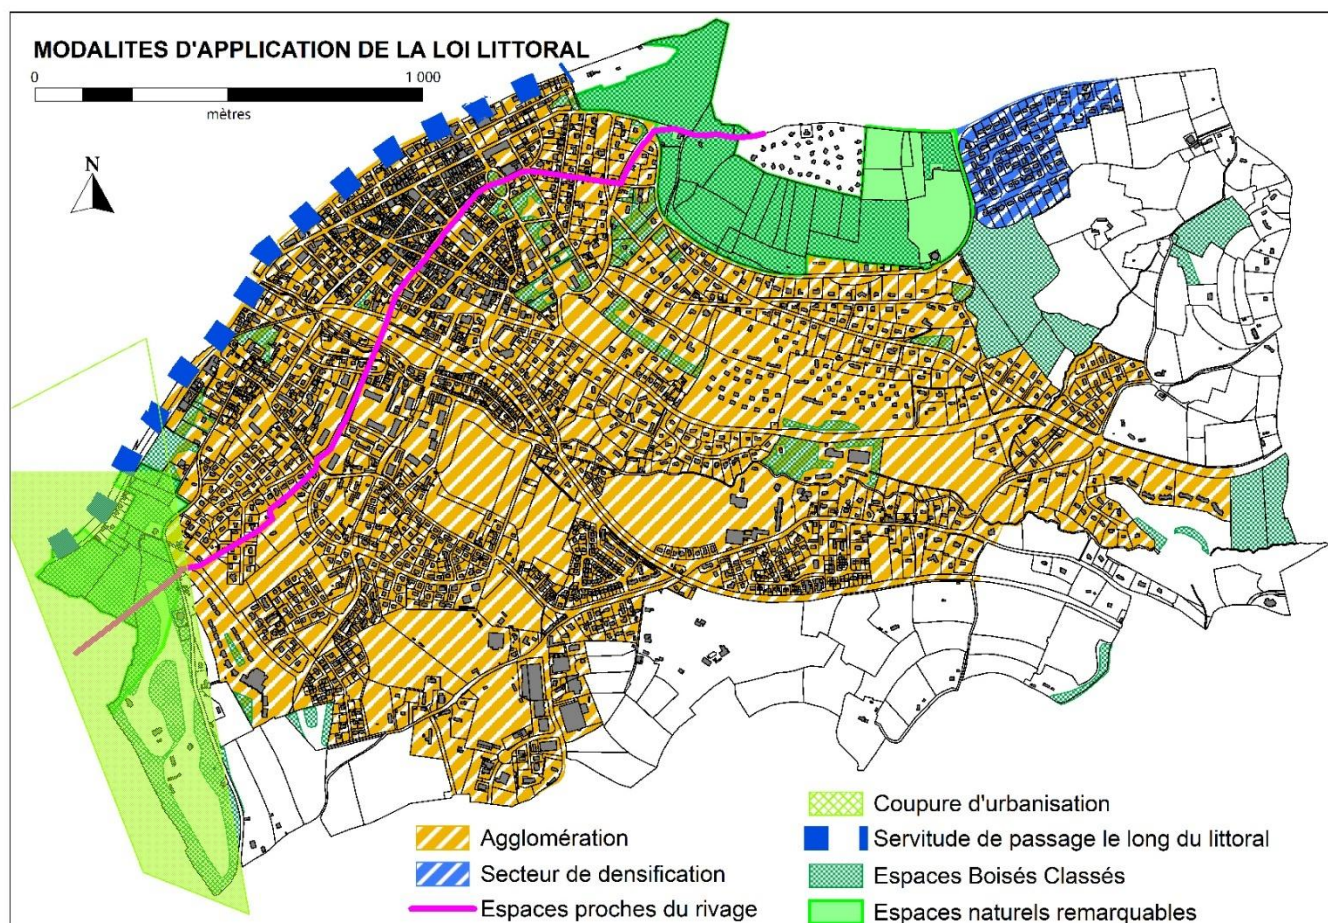 MODALITES D'APPLICATION DE LA LOI LITTORAL
0 1 000
mètres
N
Coupure d'urbanisation
Agglomération
Servitude de passage le long du littoral
Secteur de densification
Espaces Boisés Classés
Espaces proches du rivage
Espaces naturels remarquables